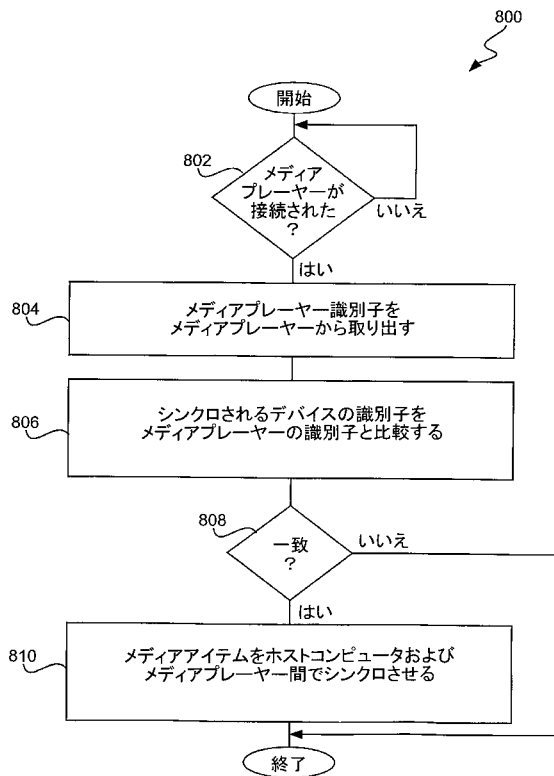 800
開始
802
メディア
プレーヤーが
接続された
?
いいえ
はい
804
メディアプレーヤー識別子を
メディアプレーヤーから取り出す
806
シンクロされるデバイスの識別子を
メディアプレーヤーの識別子と比較する
808
一致
?
いいえ
はい
810
メディアアイテムをホストコンピュータおよび
メディアプレーヤー間でシンクロさせる
終了